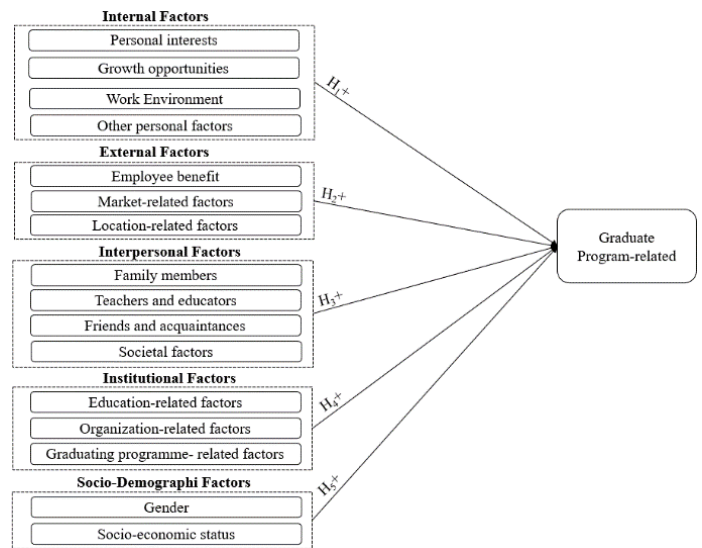 Internal Factors
Personal interests
Growth opportunities
Work Environment
Other personal factors
External Factors
Employee benefit
Market-related factors
Location-related factors
Interpersonal Factors
Family members
Teachers and educators
Friends and acquaintances
Societal factors
Institutional Factors
Education-related factors
Organization-related factors
Graduating programme- related factors
Socio-Demographi Factors
Gender
Socio-economic status
H₁+
H₂+
H₃+
H₄+
H₅+
Graduate
Program-related